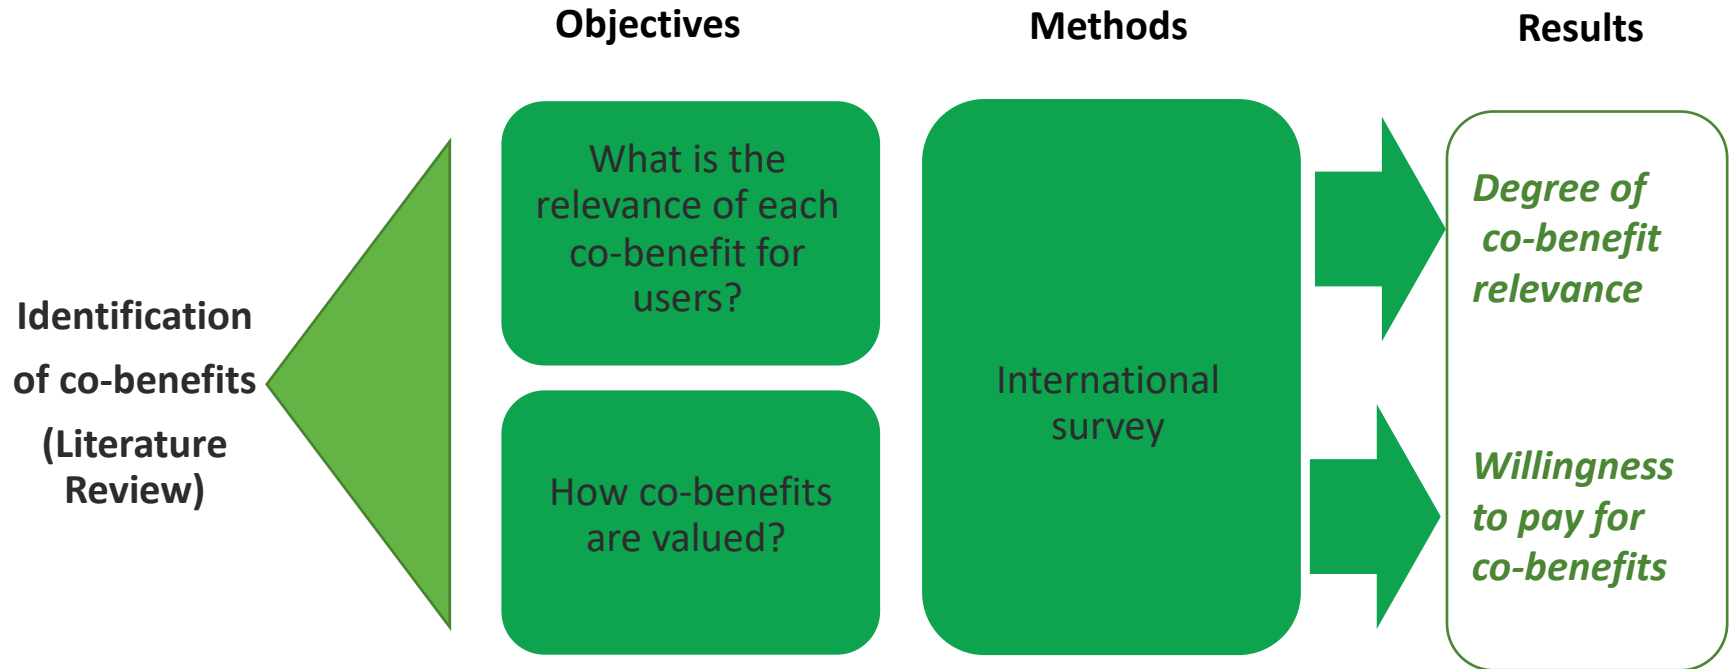 Objectives
Methods
Results
Identification
of co-benefits
(Literature
Review)
What is the
relevance of each
co-benefit for
users?
How co-benefits
are valued?
International
survey
Degree of
co-benefit
relevance
Willingness
to pay for
co-benefits